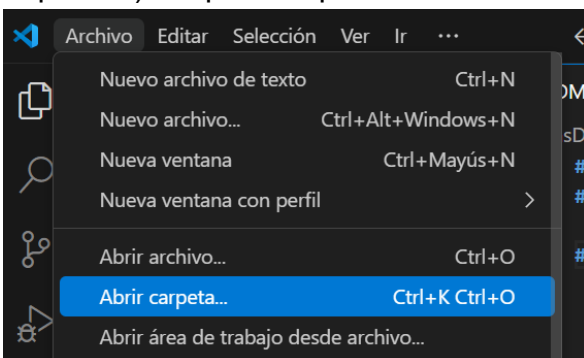 Archivo Editar Selección Ver Ir ...
Nuevo archivo de texto Ctrl+N
Nuevo archivo... Ctrl+Alt+Windows+N
Nueva ventana Ctrl+Mayús+N
Nueva ventana con perfil >
Abrir archivo... Ctrl+O
Abrir carpeta... Ctrl+K Ctrl+O
Abrir área de trabajo desde archivo...